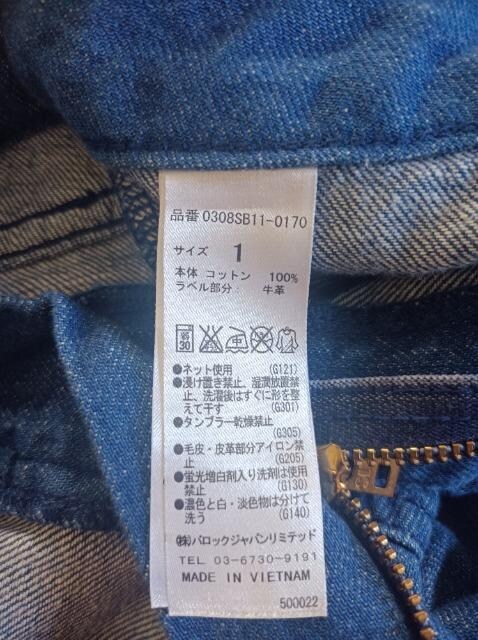 品番 0308SB11-0170
サイズ 1
本体 コットン 100%
ラベル部分: 牛革
●ネット使用 (G121)
●浸け置き禁止、湿潤放置禁
止、洗濯後はすぐに形を整
えて干す (G301)
●タンブラー乾燥禁止
(G305)
●毛皮・皮革部分アイロン禁
止 (G205)
●蛍光増白剤入り洗剤は使用
禁止 (G130)
●濃色と白・淡色物は分けて
洗う (G140)
㈱バロックジャパンリミテッド
TEL 03-6730-9191
MADE IN VIETNAM
500022